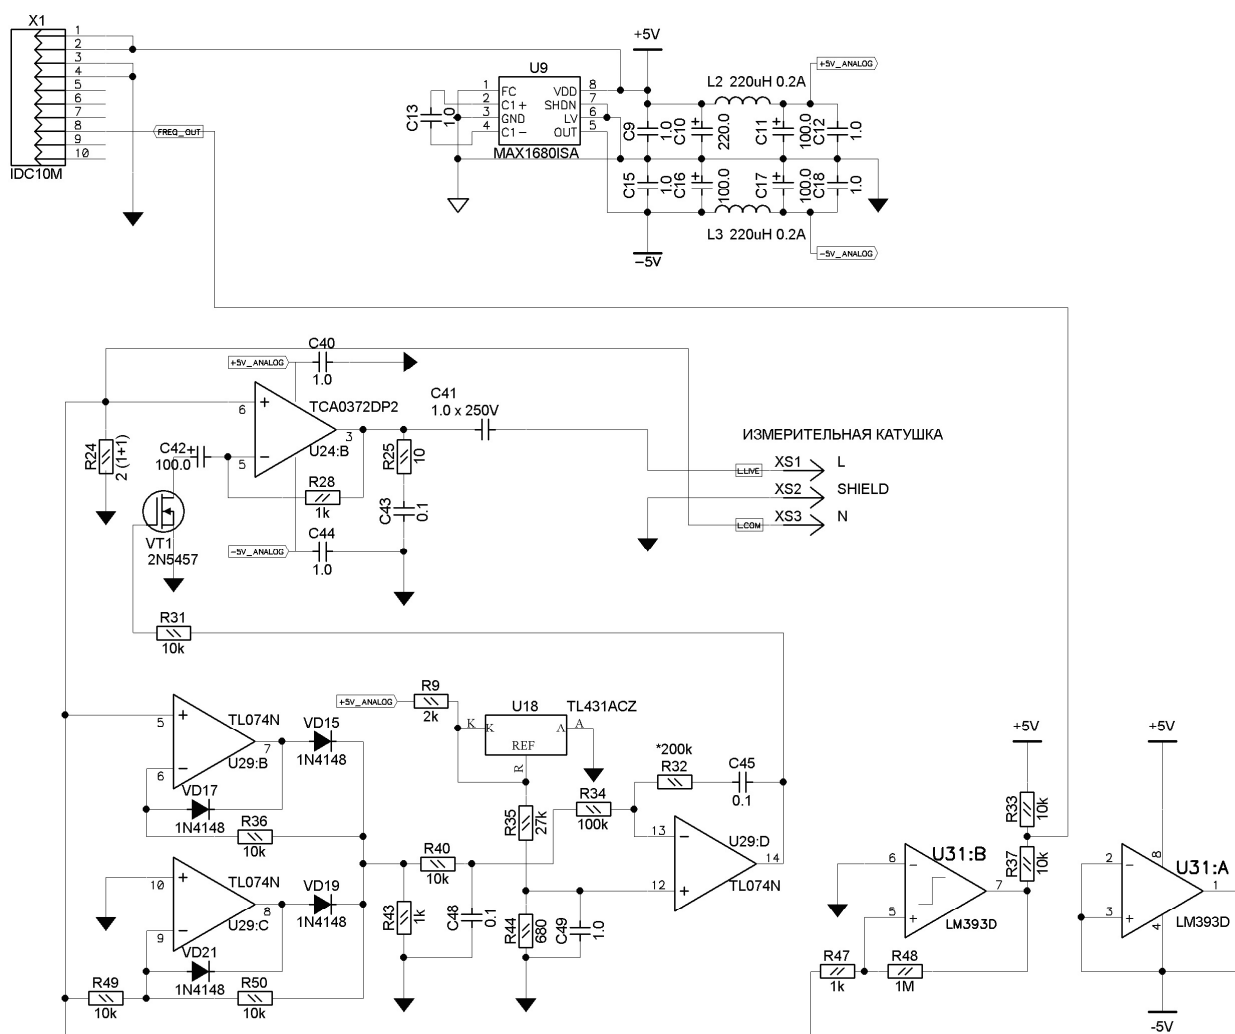 X1
1
2
3
4
5
6
7
8
9
10
IDC10M
FREQ_OUT
+5V
U9
1 FC VDD 8
2 C1+ SHDN 7
3 GND LV 6
4 C1- OUT 5
MAX1680ISA
C13 1.0
L2 220uH 0.2A
+5V_ANALOG
C9 1.0
C10 220.0
C11 100.0
C12 1.0
C15 1.0
C16 100.0
C17 100.0
C18 1.0
L3 220uH 0.2A
-5V
-5V_ANALOG
C40
+5V_ANALOG
1.0
TCA0372DP2
6 +
5 -
3
U24:B
R24 2 (1+1)
C42+
100.0
R28
1k
R25 10
C43 0.1
C41
1.0 x 250V
ИЗМЕРИТЕЛЬНАЯ КАТУШКА
L.LIVE XS1 L
XS2 SHIELD
L.COM XS3 N
VT1
2N5457
-5V_ANALOG
C44
1.0
R31
10k
+5V_ANALOG
R9
2k
U18 TL431ACZ
K K A A
REF
R
5 +
6 -
7
TL074N
U29:B
VD15
1N4148
VD17
1N4148
R36
10k
10 +
9 -
8
TL074N
U29:C
VD19
1N4148
VD21
1N4148
R49
10k
R50
10k
R40
10k
R43 1k
C48 0.1
R35 27k
R44 680
C49 1.0
R34
100k
*200k
R32
C45
0.1
13 -
12 +
14
U29:D
TL074N
+5V
R33 10k
R37 10k
6 -
5 +
7
U31:B
LM393D
R47
1k
R48
1M
+5V
2 -
3 +
8
4
1
U31:A
LM393D
-5V